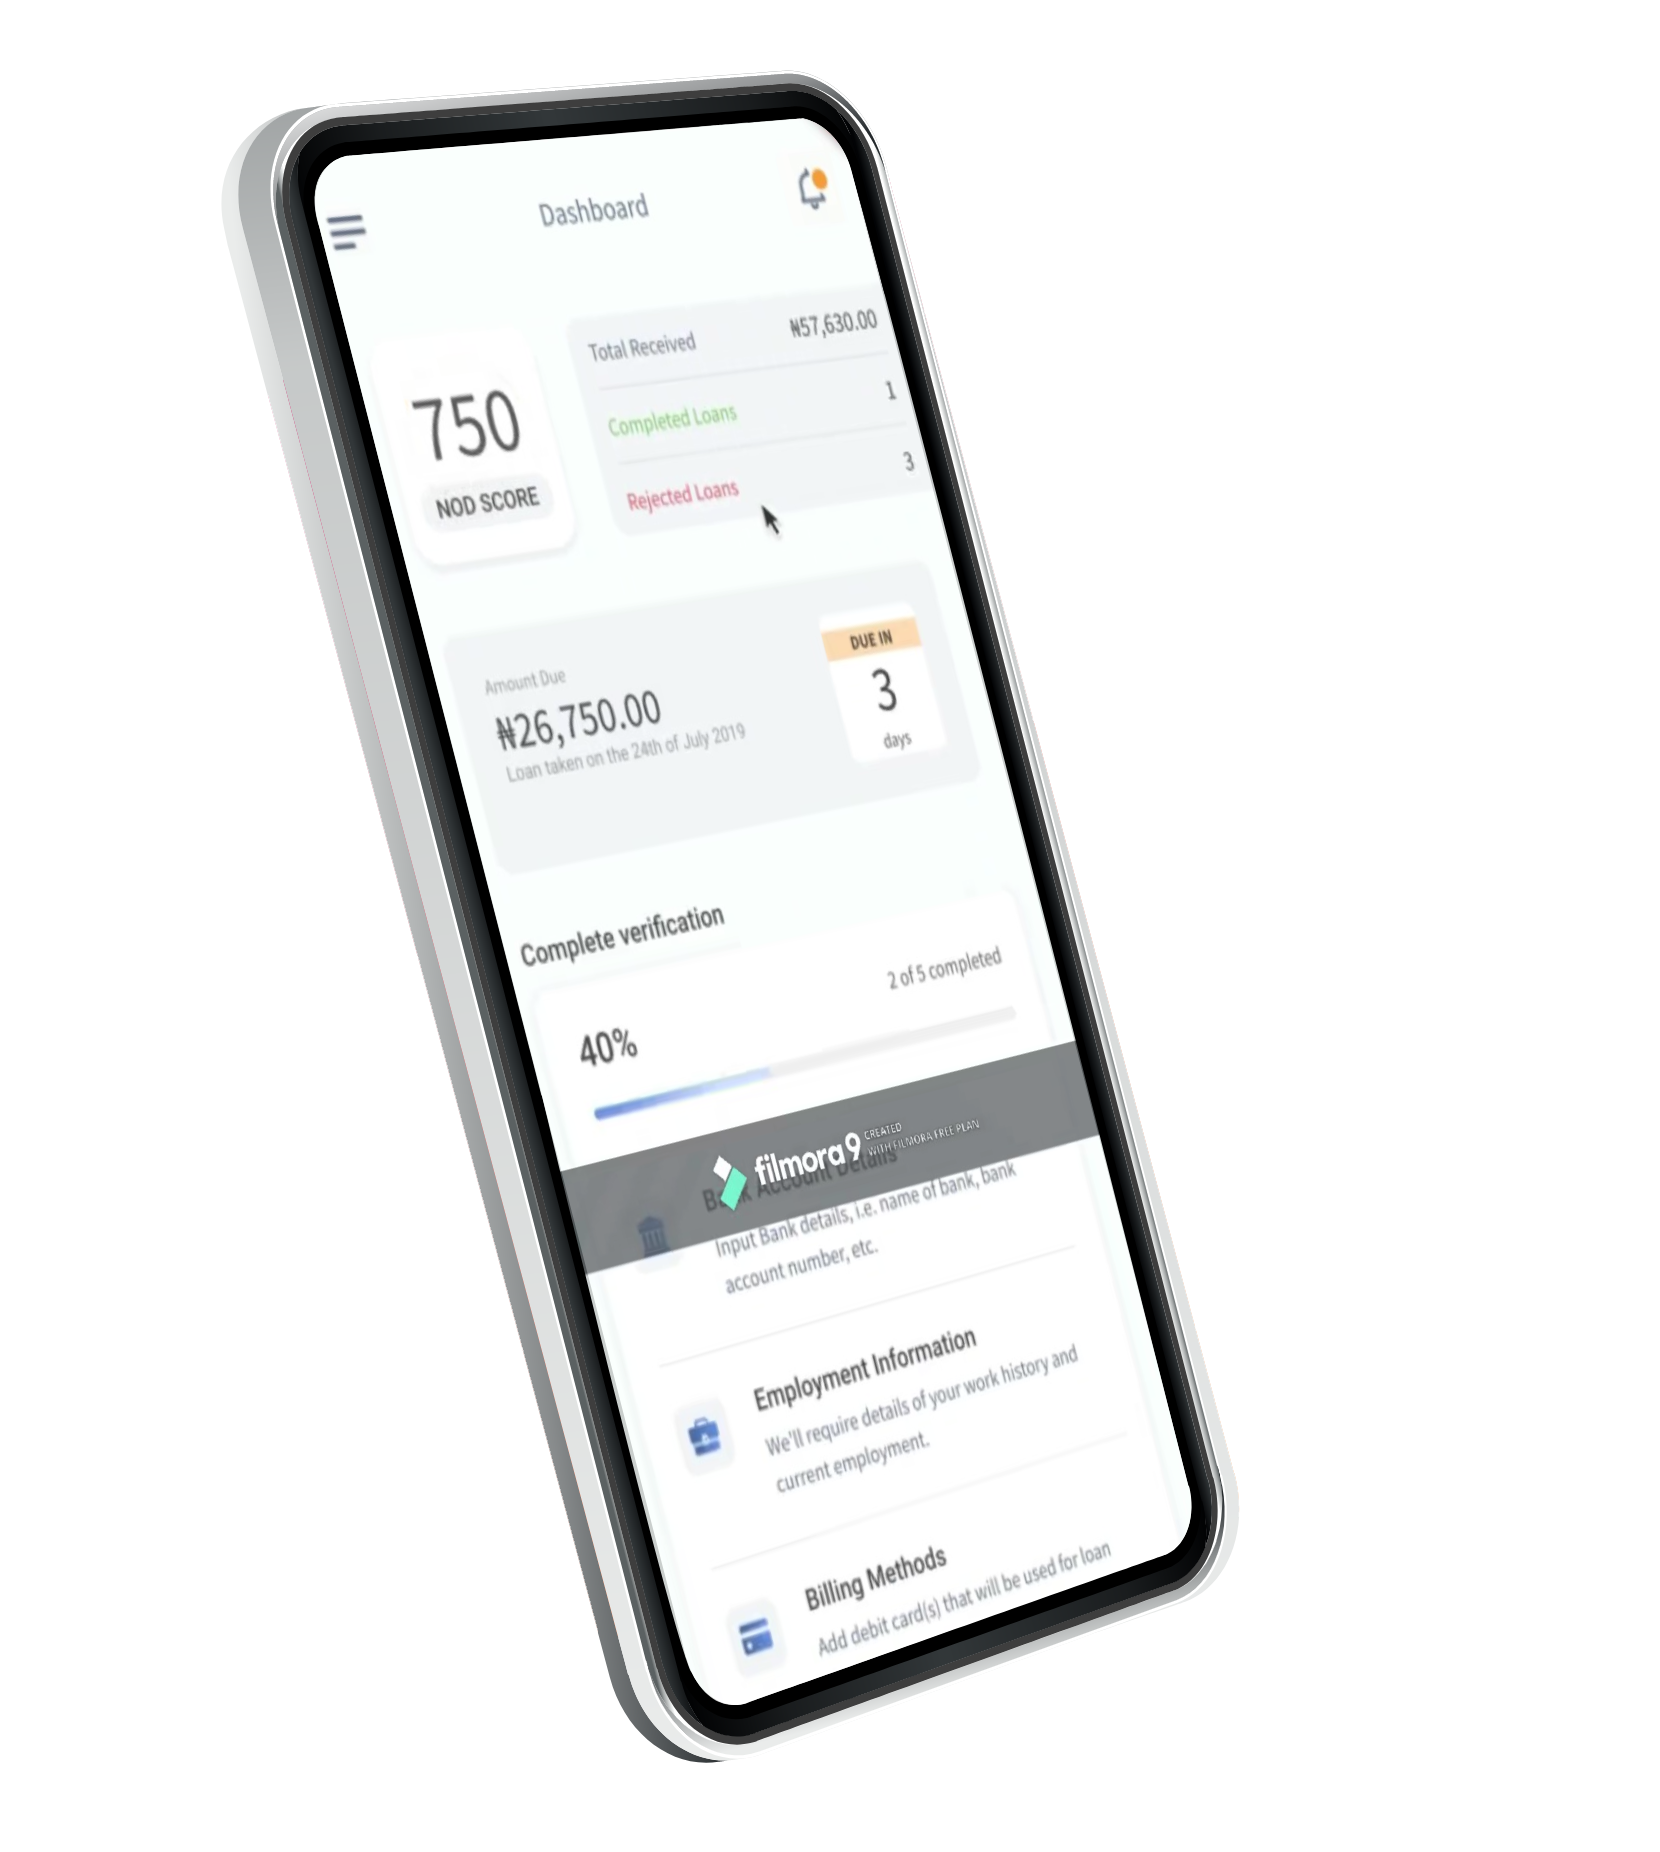 Dashboard
750
NOD SCORE
Total Received ₦57,630.00
Completed Loans 1
Rejected Loans 3
Amount Due
₦26,750.00
Loan taken on the 24th of July 2019
DUE IN
3
days
Complete verification
2 of 5 completed
40%
filmora9 CREATED
WITH FILMORA FREE PLAN
Bank Account Details
Input Bank details, i.e. name of bank, bank
account number, etc.
Employment Information
We'll require details of your work history and
current employment.
Billing Methods
Add debit card(s) that will be used for loan